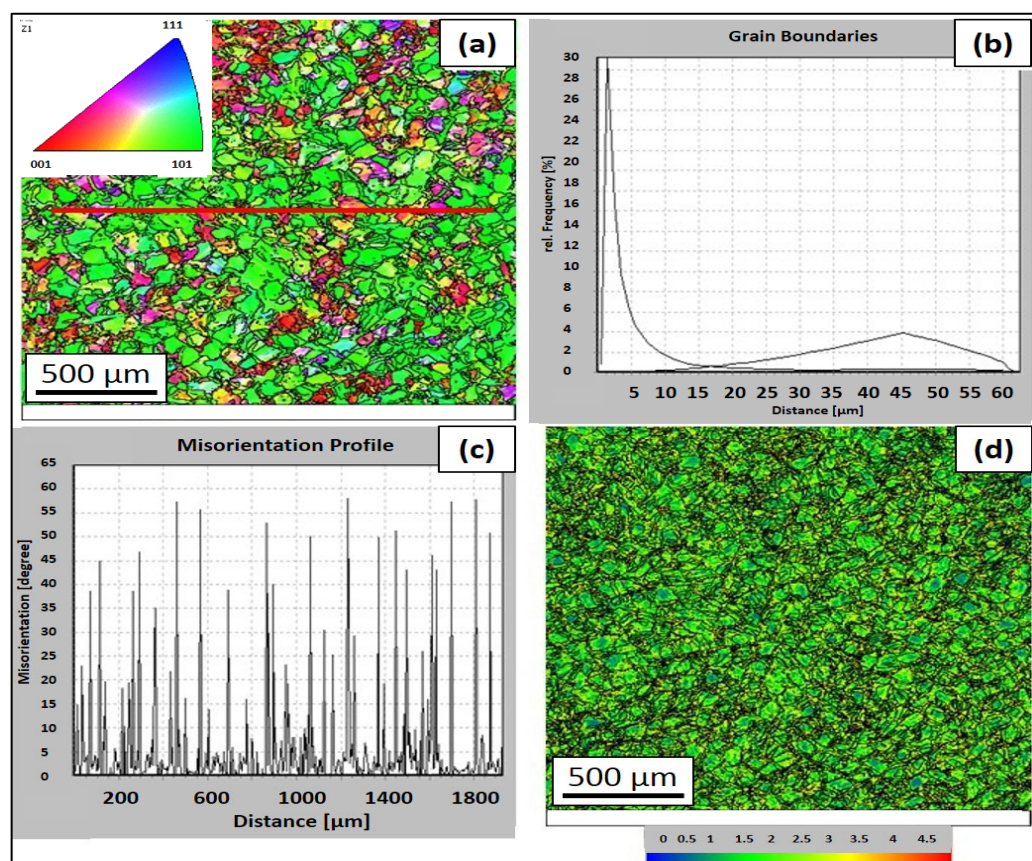 Z1
111
001
101
(a)
500 μm
Grain Boundaries
(b)
rel. Frequency [%]
30
28
26
24
22
20
28
16
14
12
10
8
6
4
2
0
5 10 15 20 25 30 35 40 45 50 55 60
Distance [μm]
Misorientation Profile
(c)
Misorientation [degree]
65
60
55
50
45
40
35
30
25
20
15
10
5
0
200 600 1000 1400 1800
Distance [μm]
(d)
500 μm
0 0.5 1 1.5 2 2.5 3 3.5 4 4.5